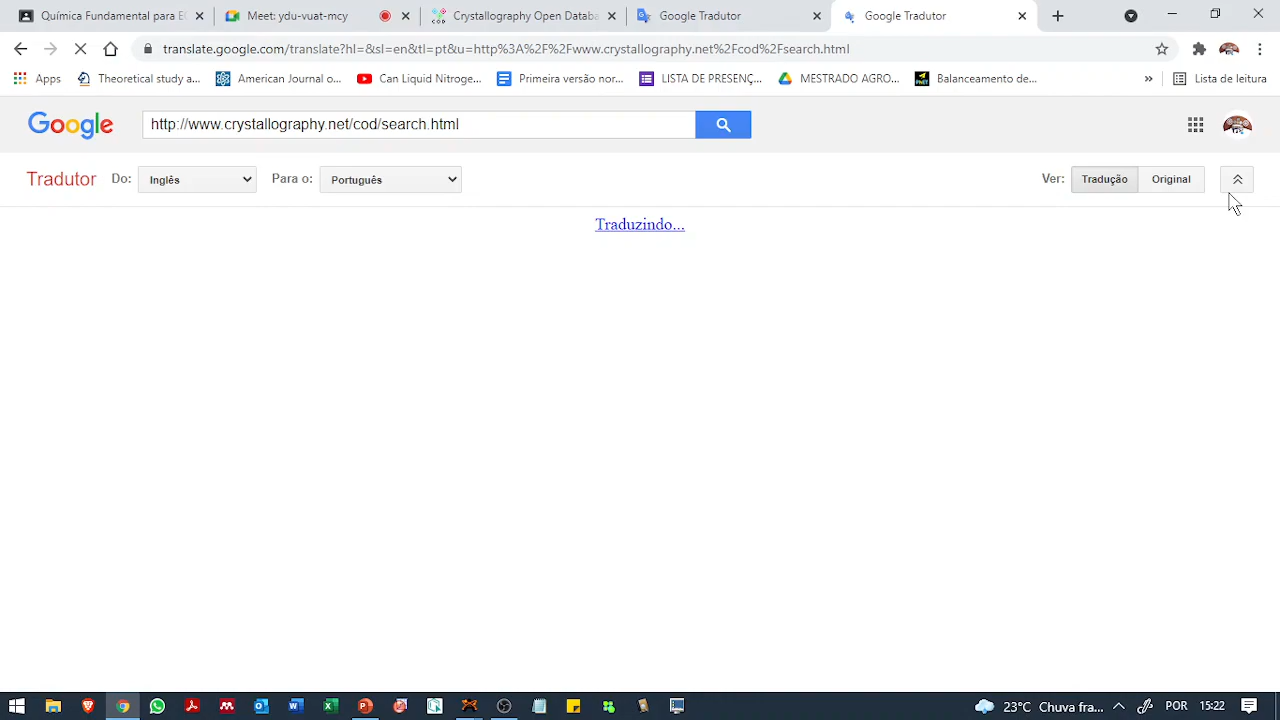 Química Fundamental para E
Meet: ydu-vuat-mcy
Crystallography Open Databa
Google Tradutor
Google Tradutor
translate.google.com/translate?hl=&sl=en&tl=pt&u=http%3A%2F%2Fwww.crystallography.net%2Fcod%2Fsearch.html
Apps
Theoretical study a...
American Journal o...
Can Liquid Nitroge...
Primeira versão nor...
LISTA DE PRESENÇ...
MESTRADO AGRO...
Balanceamento de...
»
Lista de leitura
Google
http://www.crystallography.net/cod/search.html
Tradutor
Do:
Inglês
Para o:
Português
Ver:
Tradução
Original
Traduzindo...
23°C Chuva fra...
POR
15:22